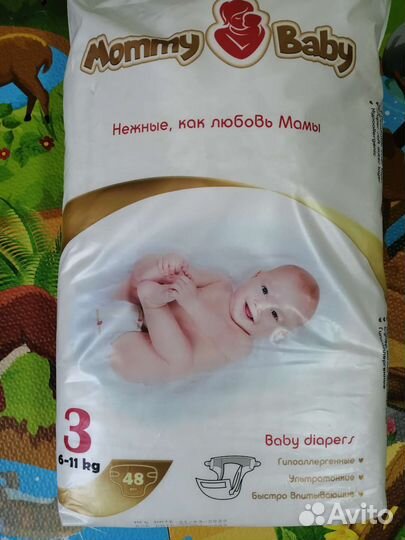 Mommy Baby
Нежные, как любовь Мамы
3
6-11 kg
48
Baby diapers
Гипоаллергенные
Ультратонкие
Быстро Впитывающие
Avito